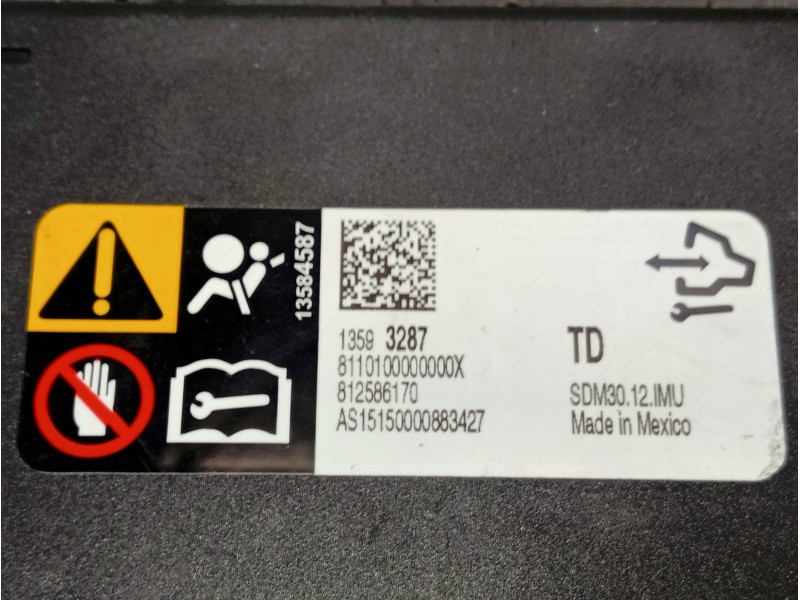 13584587
1359 3287
TD
8110100000000X
812586170
SDM30.12.IMU
AS15150000883427
Made in Mexico